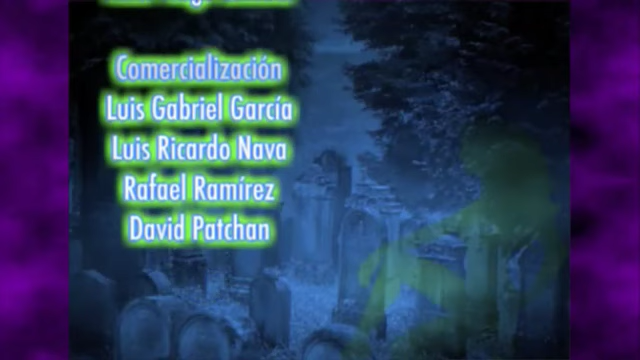 Comercialización
Luis Gabriel García
Luis Ricardo Nava
Rafael Ramírez
David Patchan